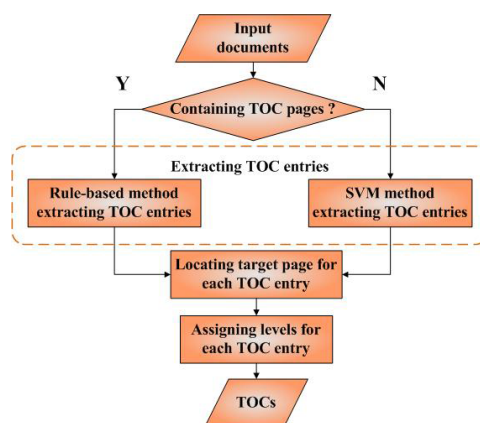 Input
documents
Y
N
Containing TOC pages ?
Extracting TOC entries
Rule-based method
extracting TOC entries
SVM method
extracting TOC entries
Locating target page for
each TOC entry
Assigning levels for
each TOC entry
TOCs